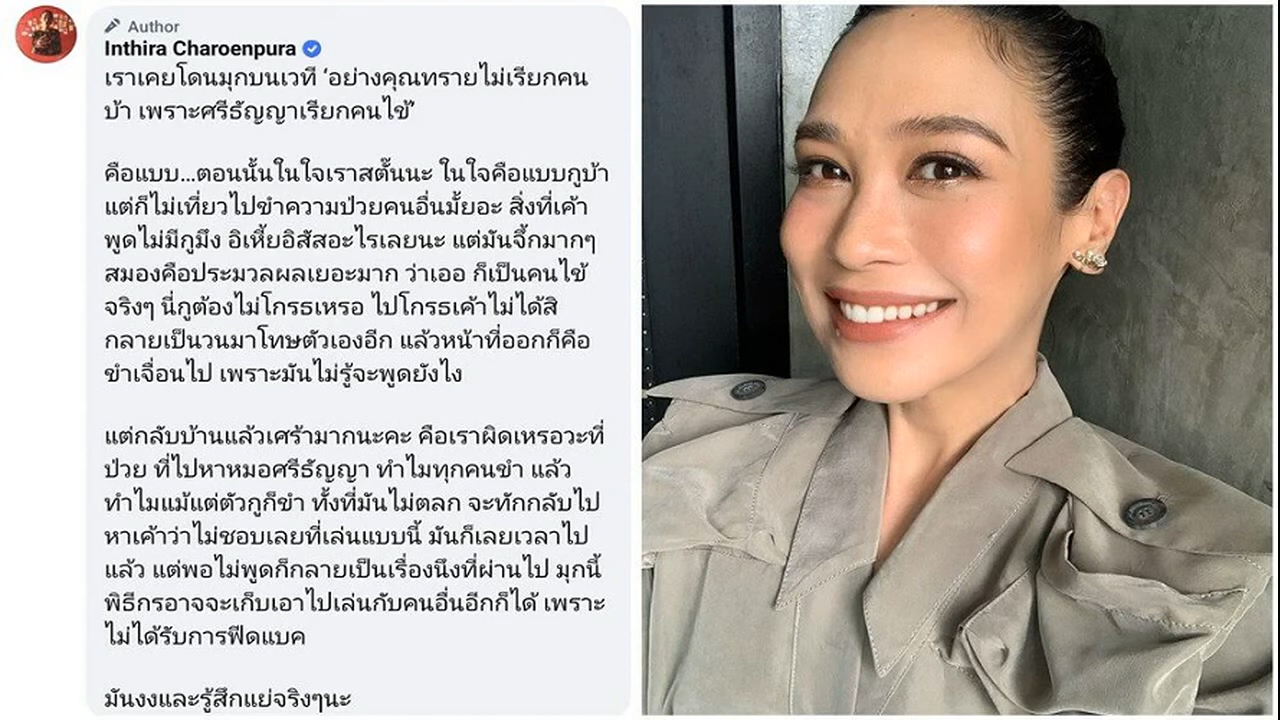 Author
Inthira Charoenpura
เราเคยโดนมุกบนเวที ‘อย่างคุณทรายไม่เรียกคน
บ้า เพราะศรีธัญญาเรียกคนไข้’
คือแบบ...ตอนนั้นในใจเราสตั้นนะ ในใจคือแบบกูบ้า
แต่ก็ไม่เที่ยวไปขำความป่วยคนอื่นมั้ยอะ สิ่งที่เค้า
พูดไม่มีกูมึง อิเหี้ยอิสัสอะไรเลยนะ แต่มันจึ้กมากๆ
สมองคือประมวลผลเยอะมาก ว่าเออ ก็เป็นคนไข้
จริงๆ นี่กูต้องไม่โกรธเหรอ ไปโกรธเค้าไม่ได้สิ
กลายเป็นวนมาโทษตัวเองอีก แล้วหน้าที่ออกก็คือ
ขำเจื่อนไป เพราะมันไม่รู้จะพูดยังไง
แต่กลับบ้านแล้วเศร้ามากนะคะ คือเราผิดเหรอวะที่
ป่วย ที่ไปหาหมอศรีธัญญา ทำไมทุกคนขำ แล้ว
ทำไมแม้แต่ตัวกูก็ขำ ทั้งที่มันไม่ตลก จะทักกลับไป
หาเค้าว่าไม่ชอบเลยที่เล่นแบบนี้ มันก็เลยเวลาไป
แล้ว แต่พอไม่พูดก็กลายเป็นเรื่องนึงที่ผ่านไป มุกนี้
พิธีกรอาจจะเก็บเอาไปเล่นกับคนอื่นอีกก็ได้ เพราะ
ไม่ได้รับการฟีดแบค
มันงงและรู้สึกแย่จริงๆนะ